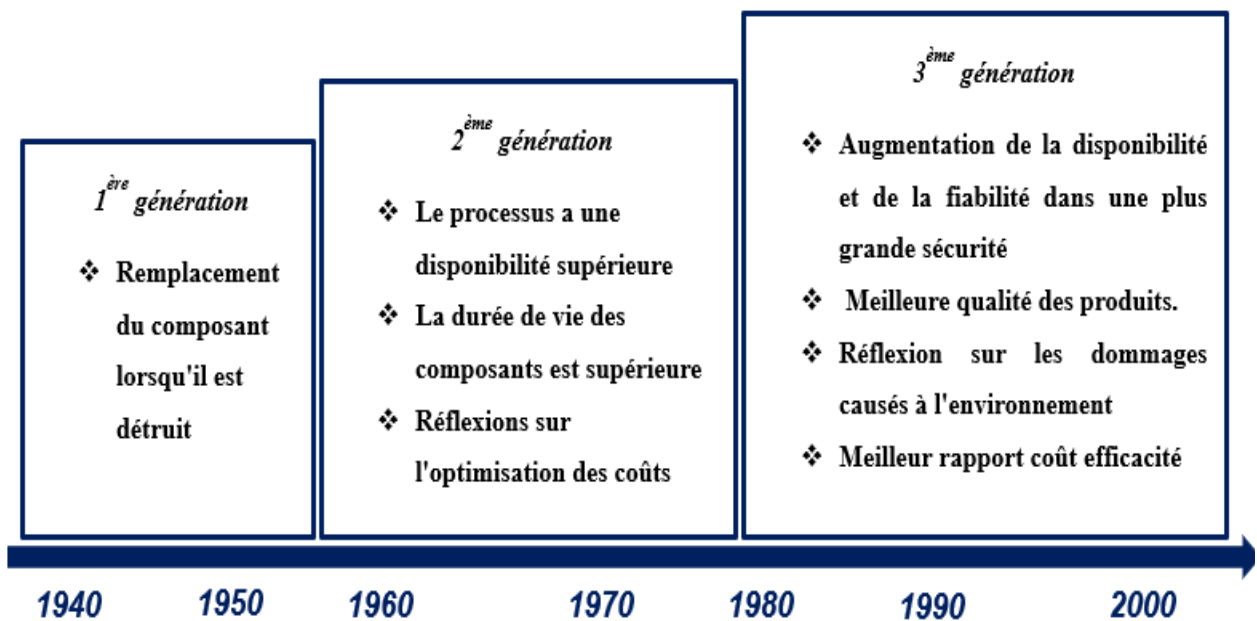 1ère génération
❖ Remplacement
du composant
lorsqu'il est
détruit
2ème génération
❖ Le processus a une
disponibilité supérieure
❖ La durée de vie des
composants est supérieure
❖ Réflexions sur
l'optimisation des coûts
3ème génération
❖ Augmentation de la disponibilité
et de la fiabilité dans une plus
grande sécurité
❖ Meilleure qualité des produits.
❖ Réflexion sur les dommages
causés à l'environnement
❖ Meilleur rapport coût efficacité
1940 1950 1960 1970 1980 1990 2000